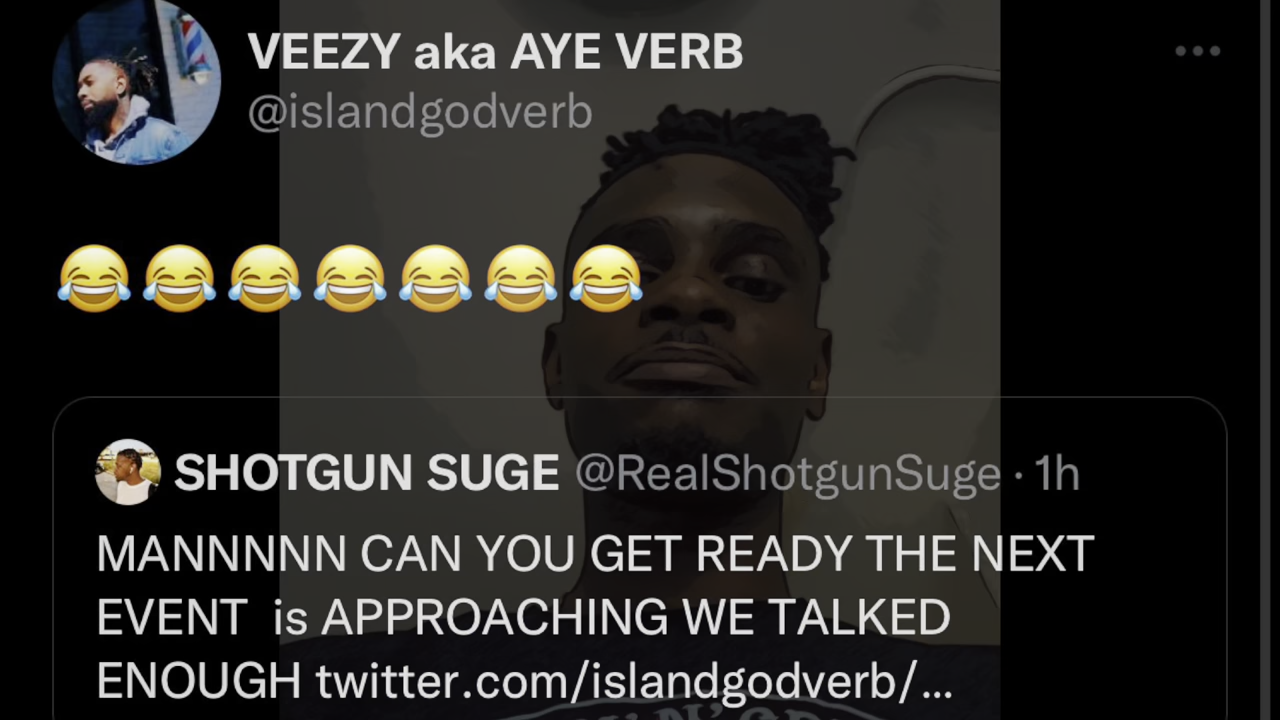 VEEZY aka AYE VERB
@islandgodverb
😂😂😂😂😂😂😂
SHOTGUN SUGE @RealShotgunSuge · 1h
MANNNNN CAN YOU GET READY THE NEXT
EVENT is APPROACHING WE TALKED
ENOUGH twitter.com/islandgodverb/...